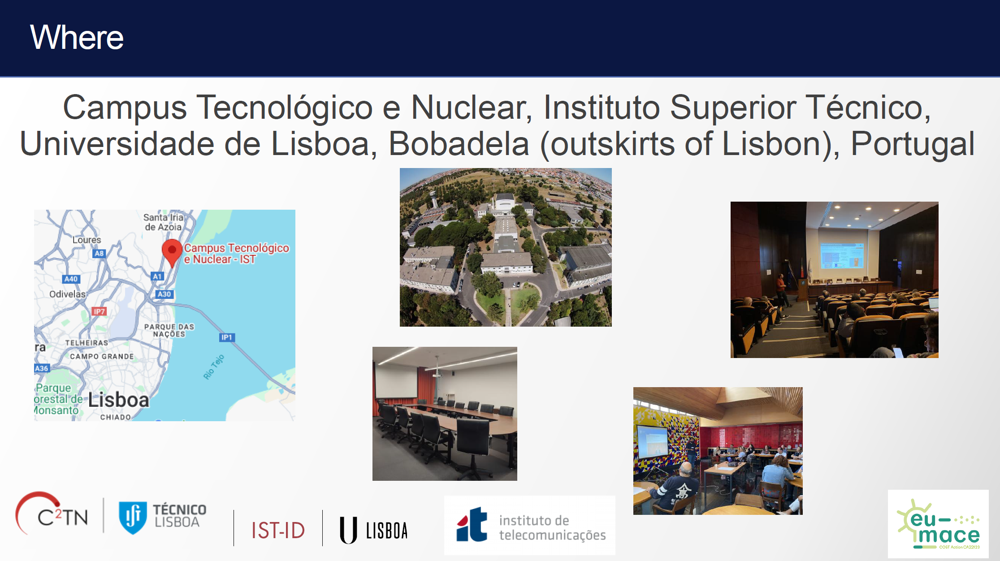 Where
Campus Tecnológico e Nuclear, Instituto Superior Técnico,
Universidade de Lisboa, Bobadela (outskirts of Lisbon), Portugal
Santa Iria
de Azoia
Loures
A8
Campus Tecnológico
e Nuclear - IST
A1
A40
A30
Odivelas
IP7
PARQUE DAS
NAÇÕES
IP1
TELHEIRAS
ra
CAMPO GRANDE
Rio Tejo
A36
Parque
orestal de
Monsanto
Lisboa
CHIADO
C2TN
TÉCNICO
LISBOA
IST-ID
U LISBOA
it
instituto de
telecomunicações
eu-
mace
COST Action CA22123